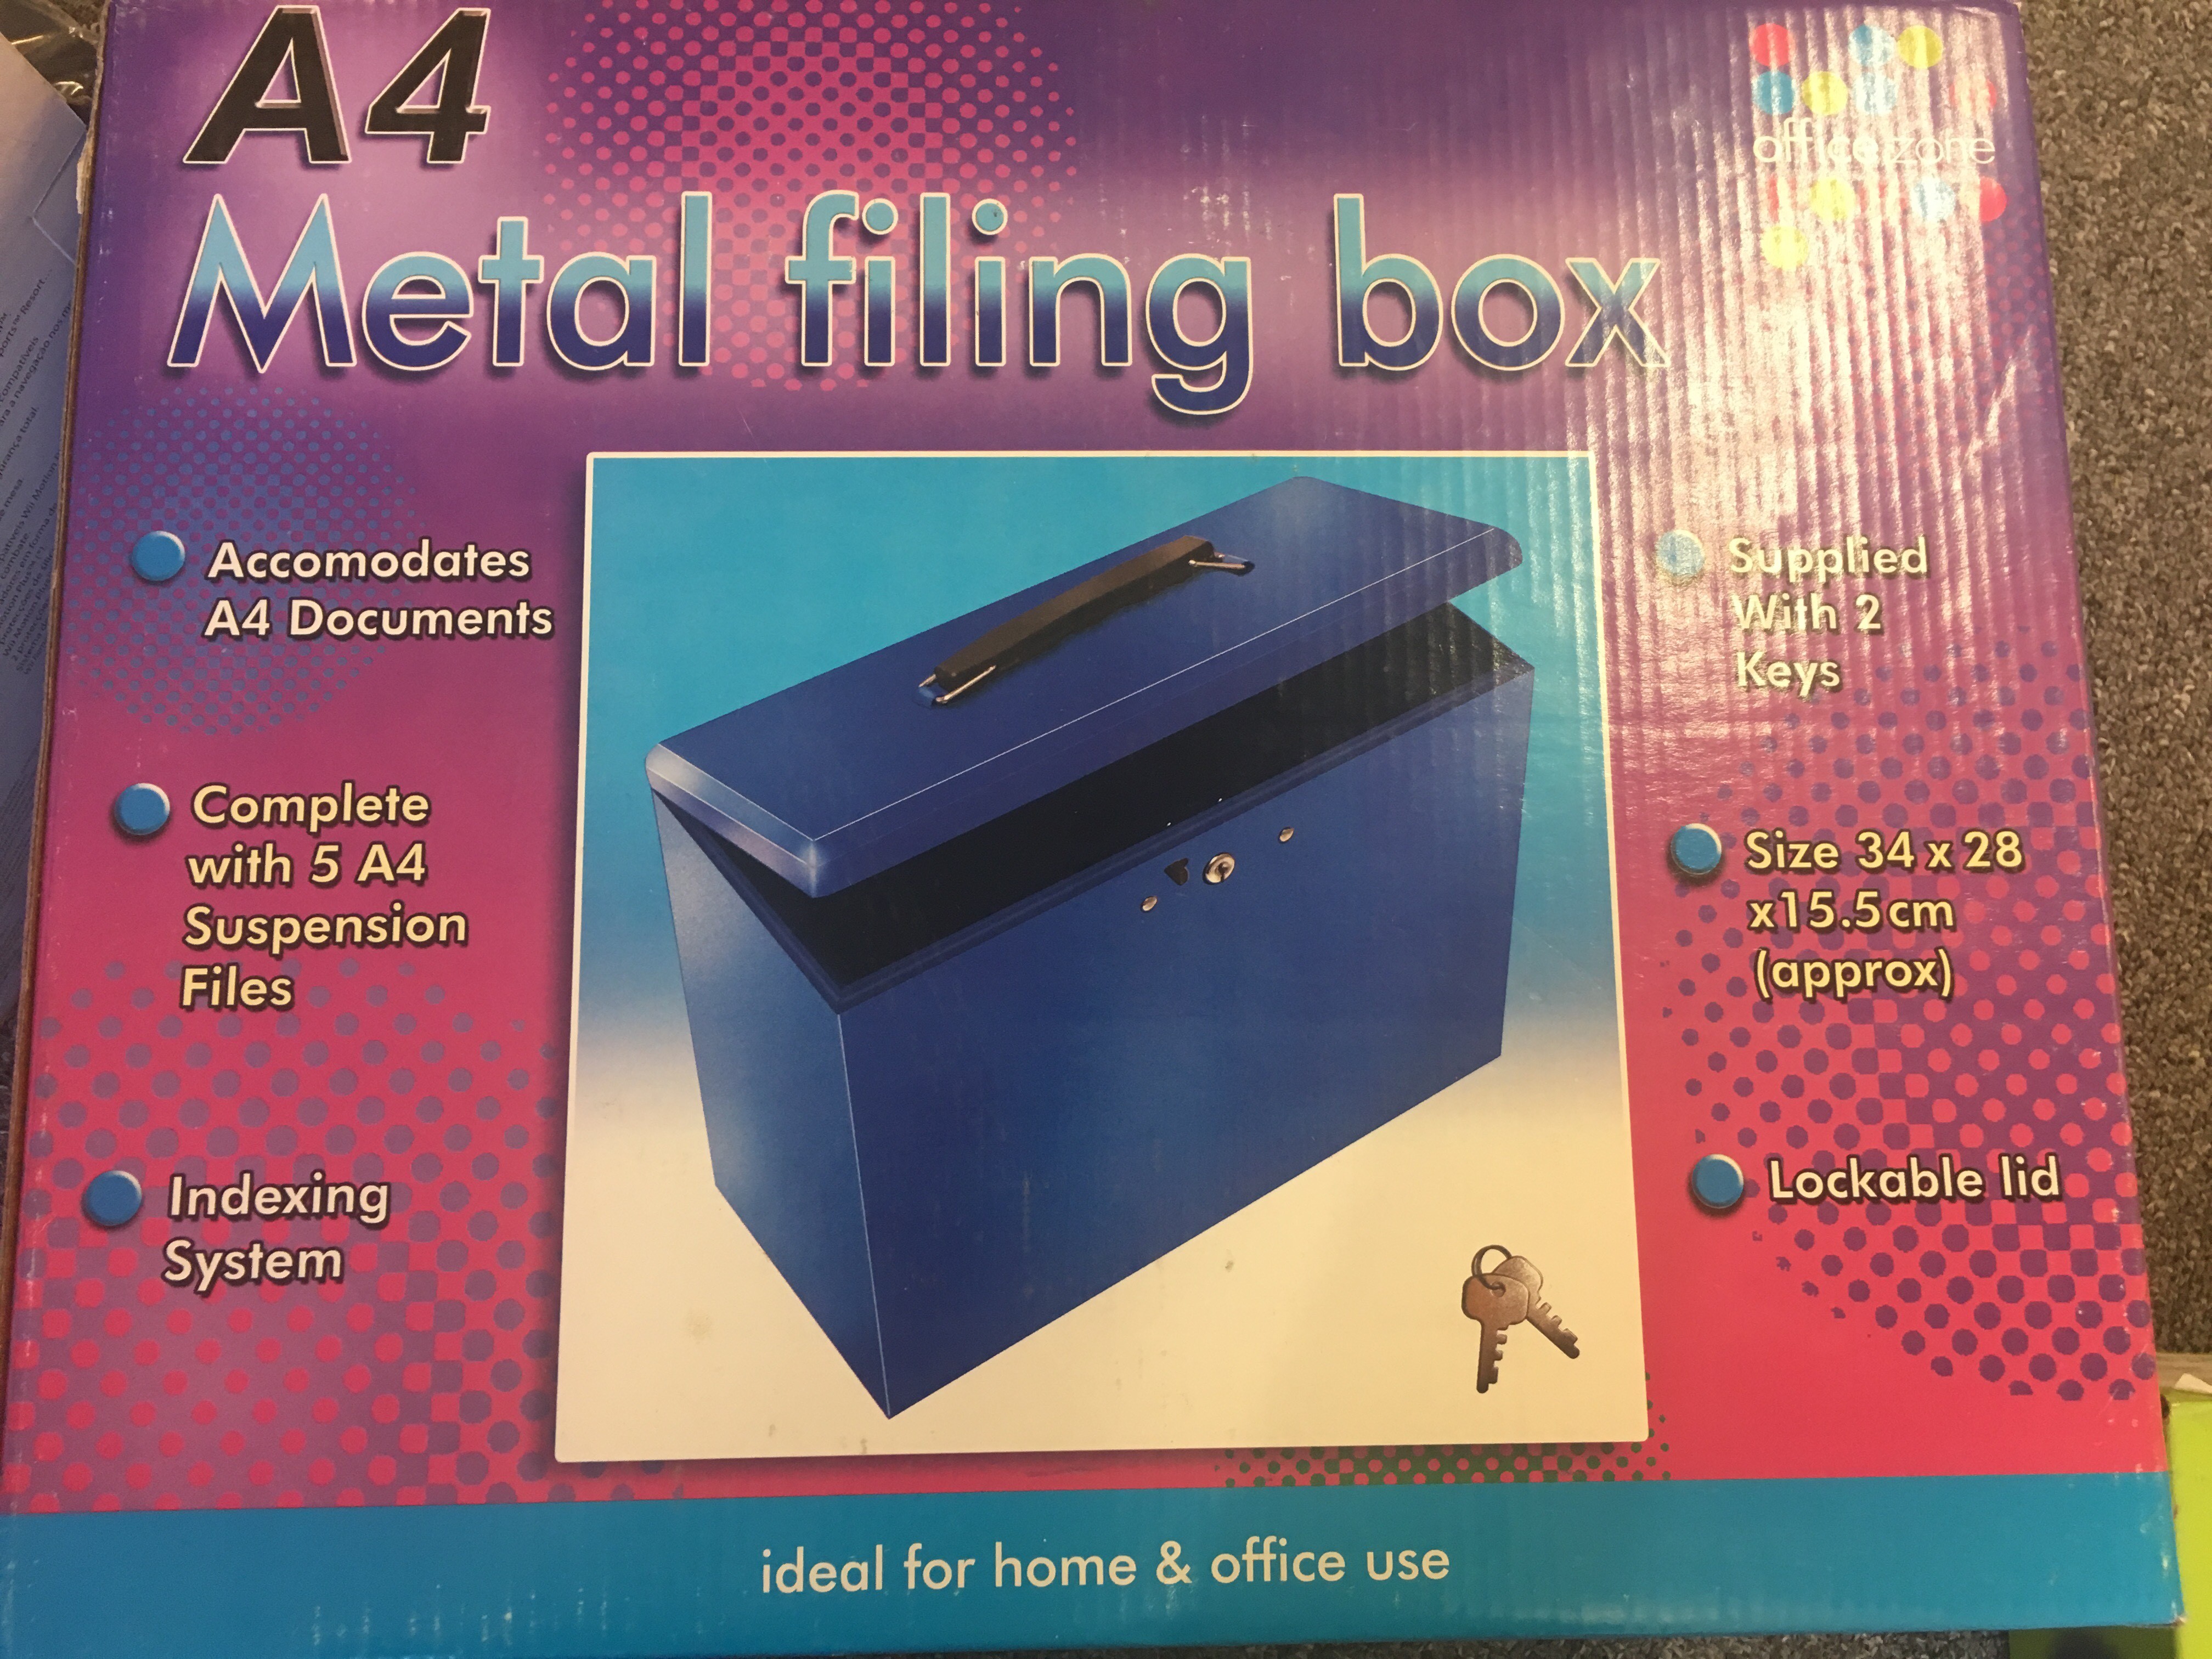 A4
office zone
Metal filing box
Accomodates
A4 Documents
Complete
with 5 A4
Suspension
Files
Indexing
System
Supplied
With 2
Keys
Size 34 x 28
x15.5cm
(approx)
Lockable lid
ideal for home & office use